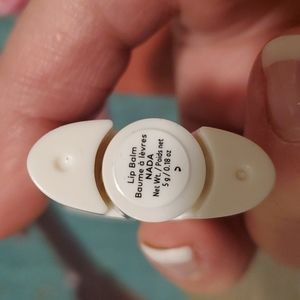 Lip Balm
Baume à lèvres
NADA
Net Wt. / Poids net
5 g / 0.18 oz